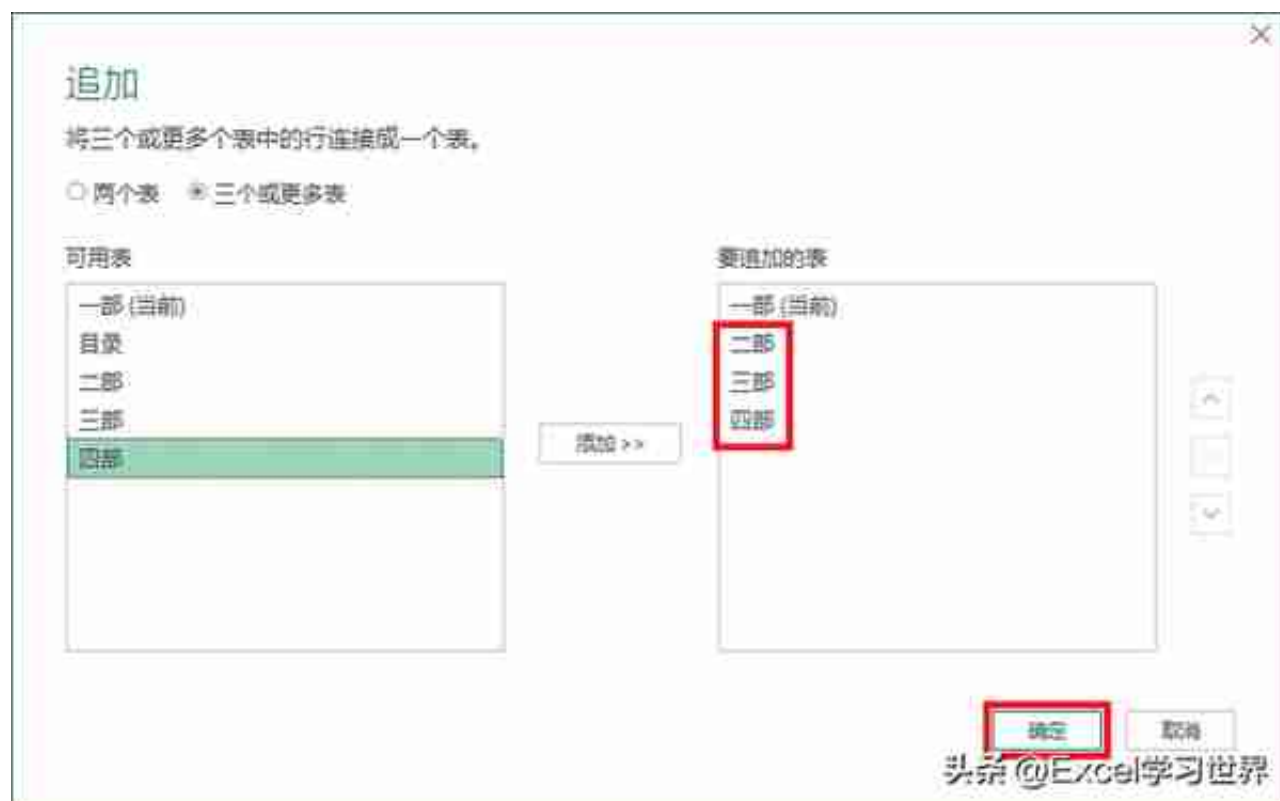 追加
将三个或更多个表中的行连接成一个表。
两个表 三个或更多表
可用表
一部 (当前)
目录
二部
三部
四部
添加 >>
要追加的表
一部 (当前)
二部
三部
四部
确定 取消
头条 @Excel学习世界